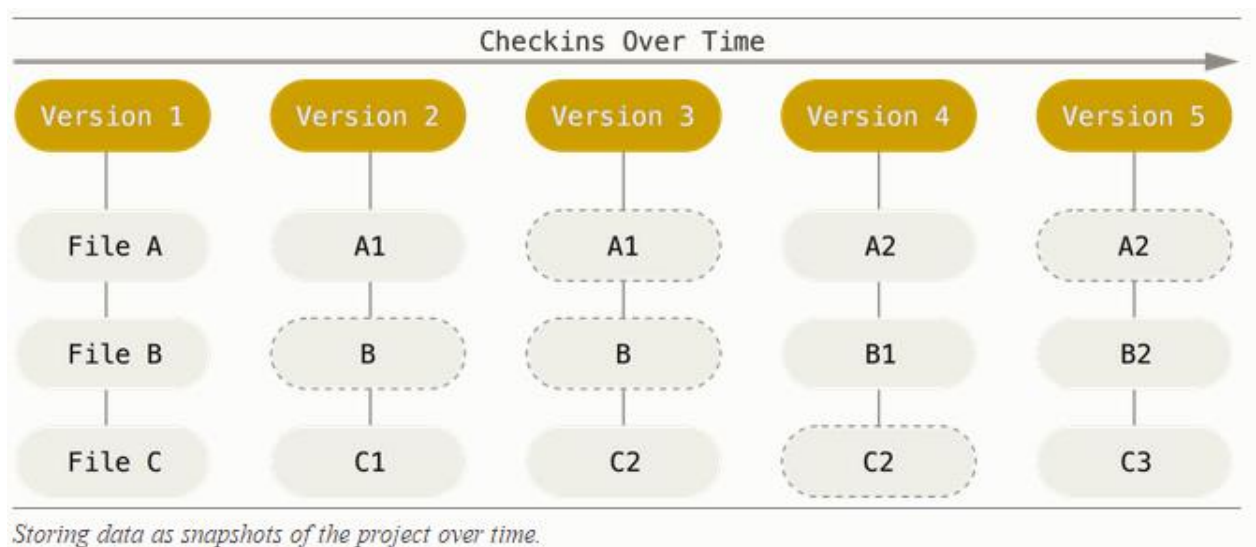 Checkins Over Time
Version 1 Version 2 Version 3 Version 4 Version 5
File A A1 A1 A2 A2
File B B B B1 B2
File C C1 C2 C2 C3
Storing data as snapshots of the project over time.